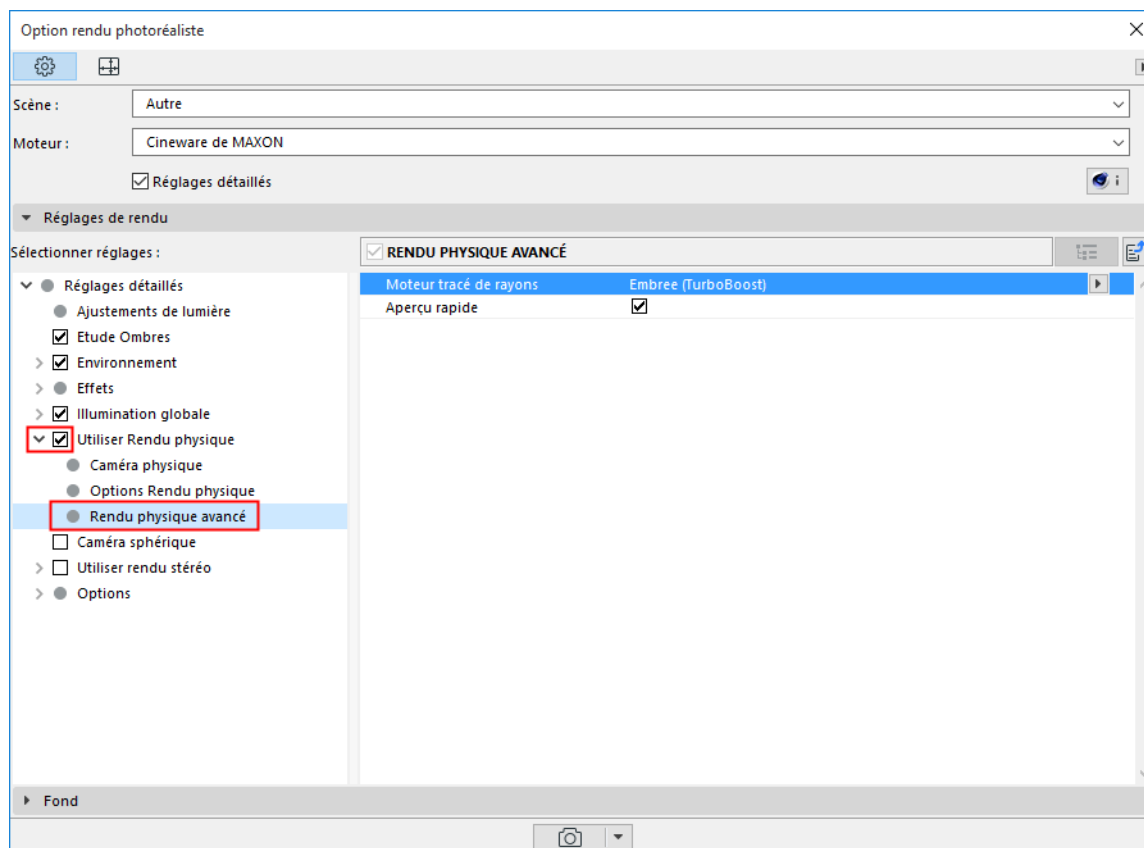 Option rendu photoréaliste
Scène :
Autre
Moteur :
Cineware de MAXON
Réglages détaillés
i
Réglages de rendu
Sélectionner réglages :
RENDU PHYSIQUE AVANCÉ
Réglages détaillés
Moteur tracé de rayons Embree (TurboBoost)
Ajustements de lumière
Aperçu rapide
Etude Ombres
Environnement
Effets
Illumination globale
Utiliser Rendu physique
Caméra physique
Options Rendu physique
Rendu physique avancé
Caméra sphérique
Utiliser rendu stéréo
Options
Fond